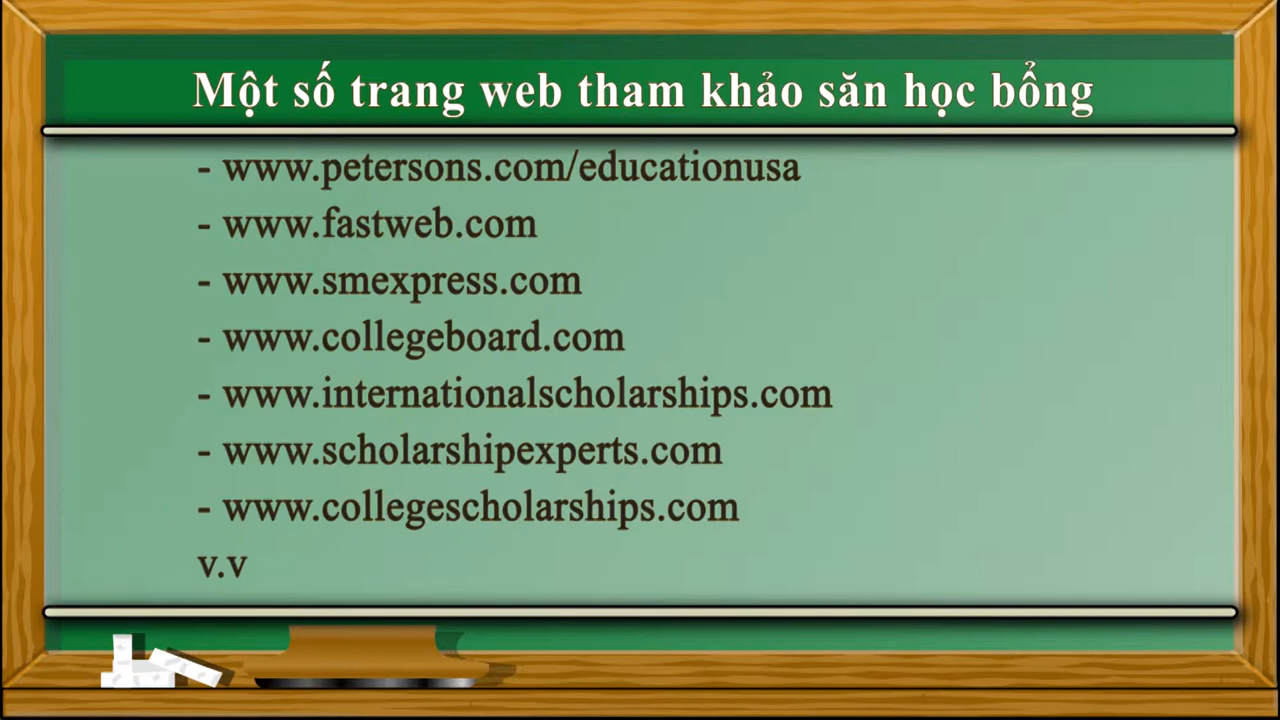 Một số trang web tham khảo săn học bổng
- www.petersons.com/educationusa
- www.fastweb.com
- www.smexpress.com
- www.collegeboard.com
- www.internationalscholarships.com
- www.scholarshipexperts.com
- www.collegescholarships.com
v.v